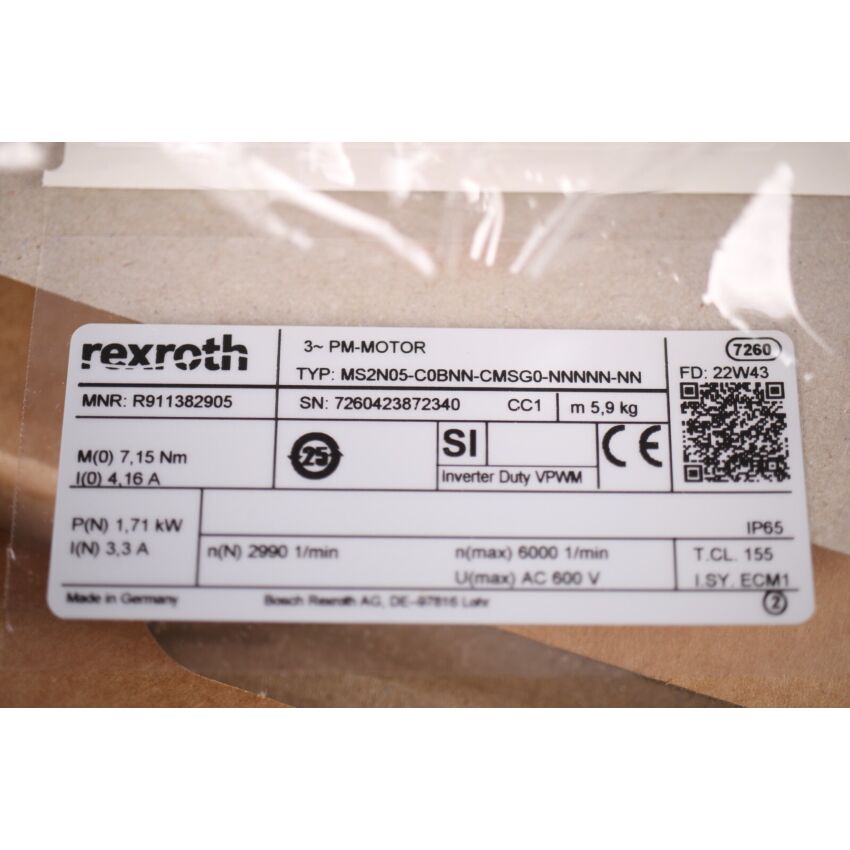 rexroth
3~ PM-MOTOR
7260
TYP: MS2N05-C0BNN-CMSG0-NNNNN-NN
FD: 22W43
MNR: R911382905
SN: 7260423872340
CC1
m 5,9 kg
M(0) 7,15 Nm
I(0) 4,16 A
25
SI
Inverter Duty VPWM
CE
P(N) 1,71 kW
IP65
I(N) 3,3 A
n(N) 2990 1/min
n(max) 6000 1/min
T.CL. 155
U(max) AC 600 V
I.SY. ECM1
Made in Germany
Bosch Rexroth AG, DE-97816 Lohr
2